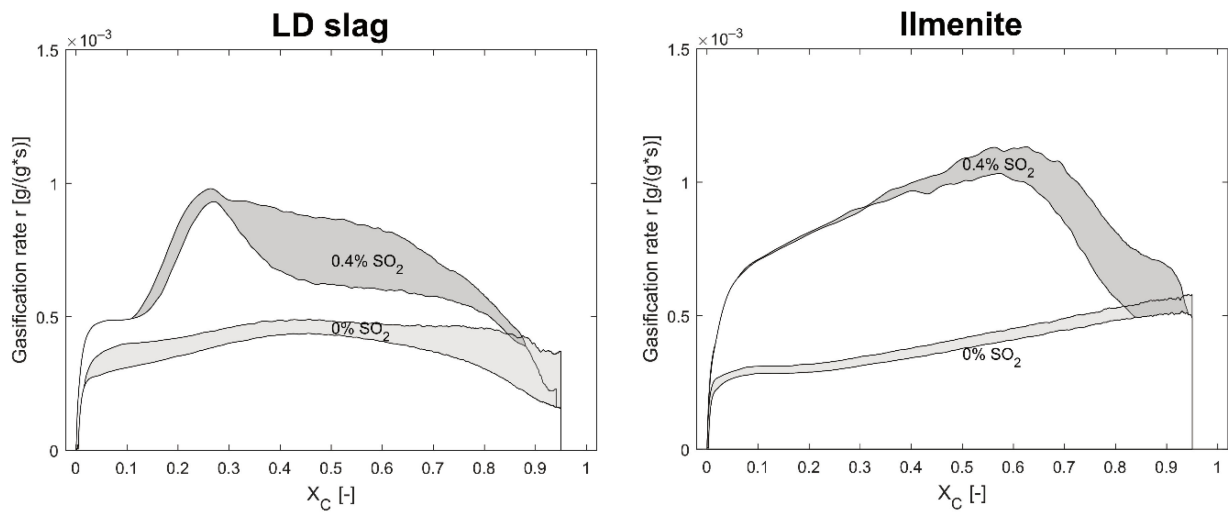 LD slag
×10⁻³
1.5
1
0.5
0
Gasification rate r [g/(g*s)]
0.4% SO₂
0% SO₂
0 0.1 0.2 0.3 0.4 0.5 0.6 0.7 0.8 0.9 1
X_C [-]
Ilmenite
×10⁻³
1.5
1
0.5
0
Gasification rate r [g/(g*s)]
0.4% SO₂
0% SO₂
0 0.1 0.2 0.3 0.4 0.5 0.6 0.7 0.8 0.9 1
X_C [-]